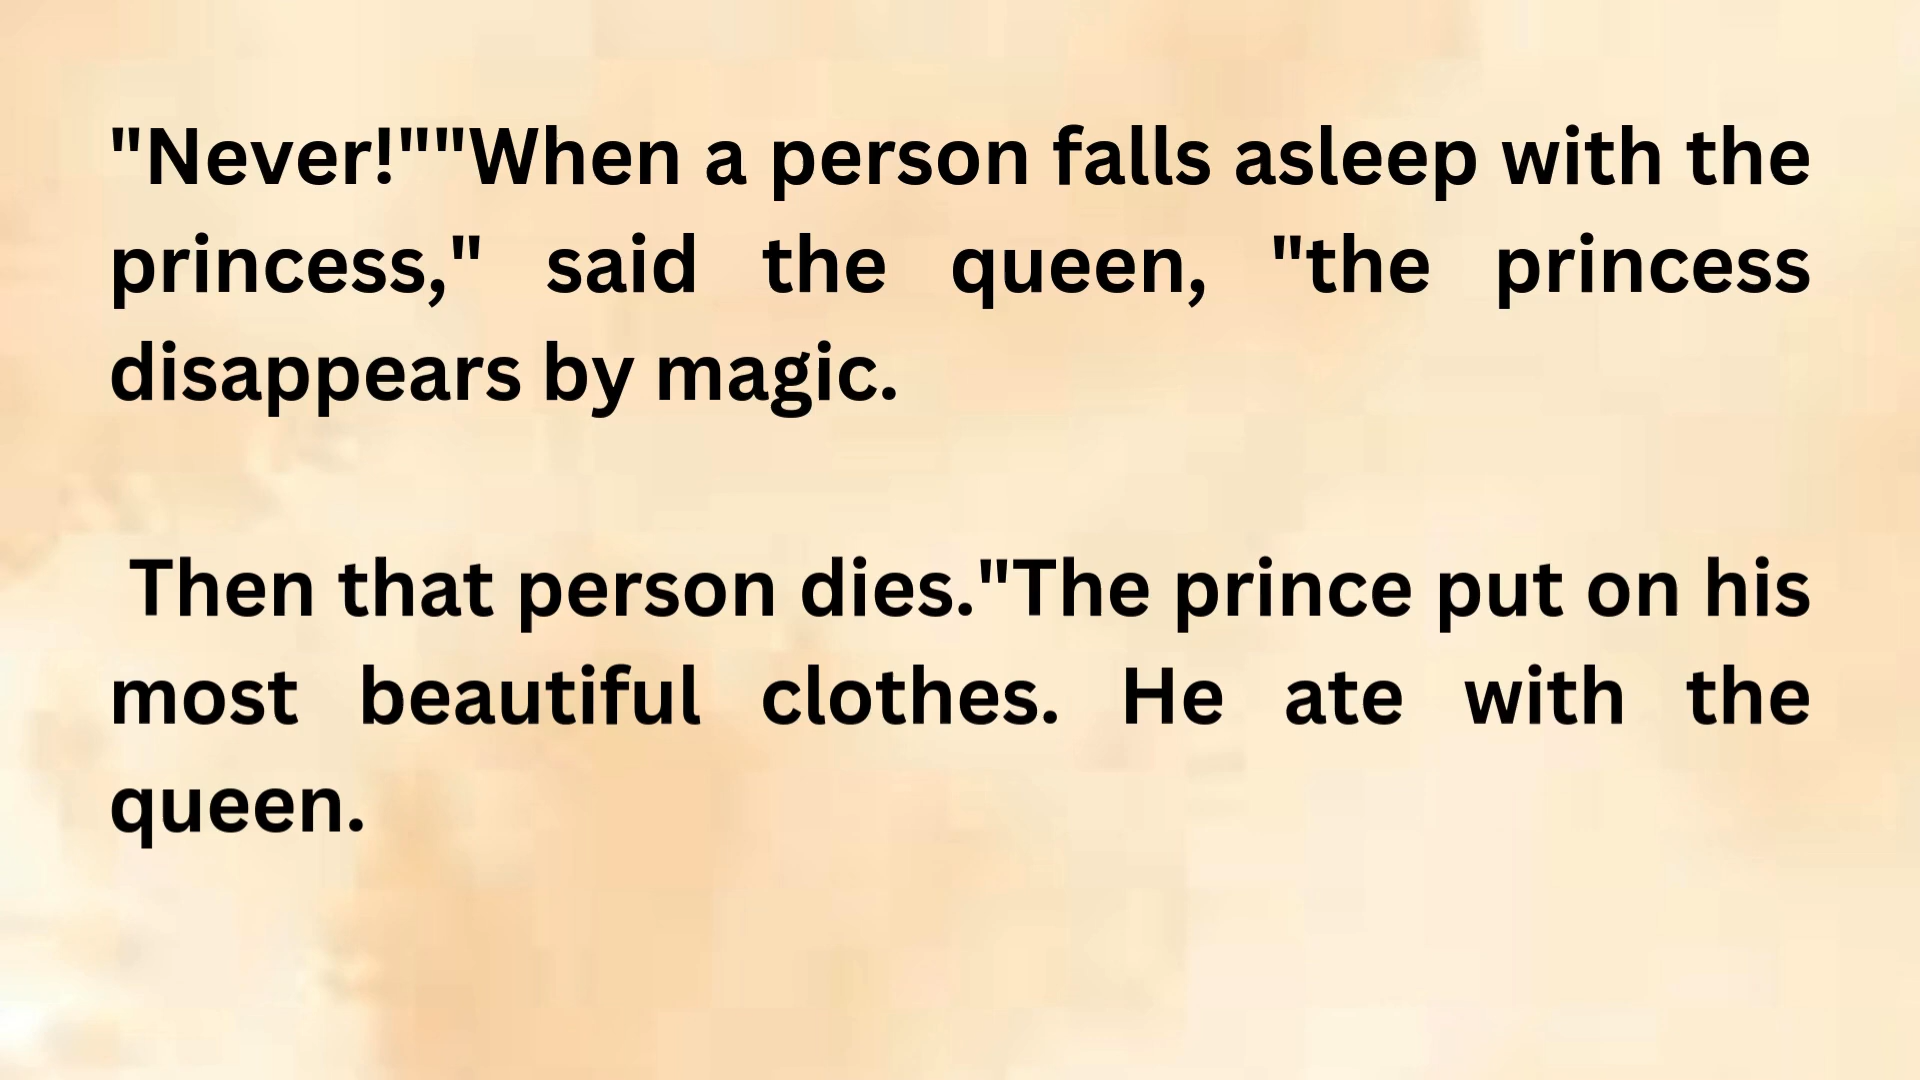 "Never!""When a person falls asleep with the
princess," said the queen, "the princess
disappears by magic.
Then that person dies."The prince put on his
most beautiful clothes. He ate with the
queen.